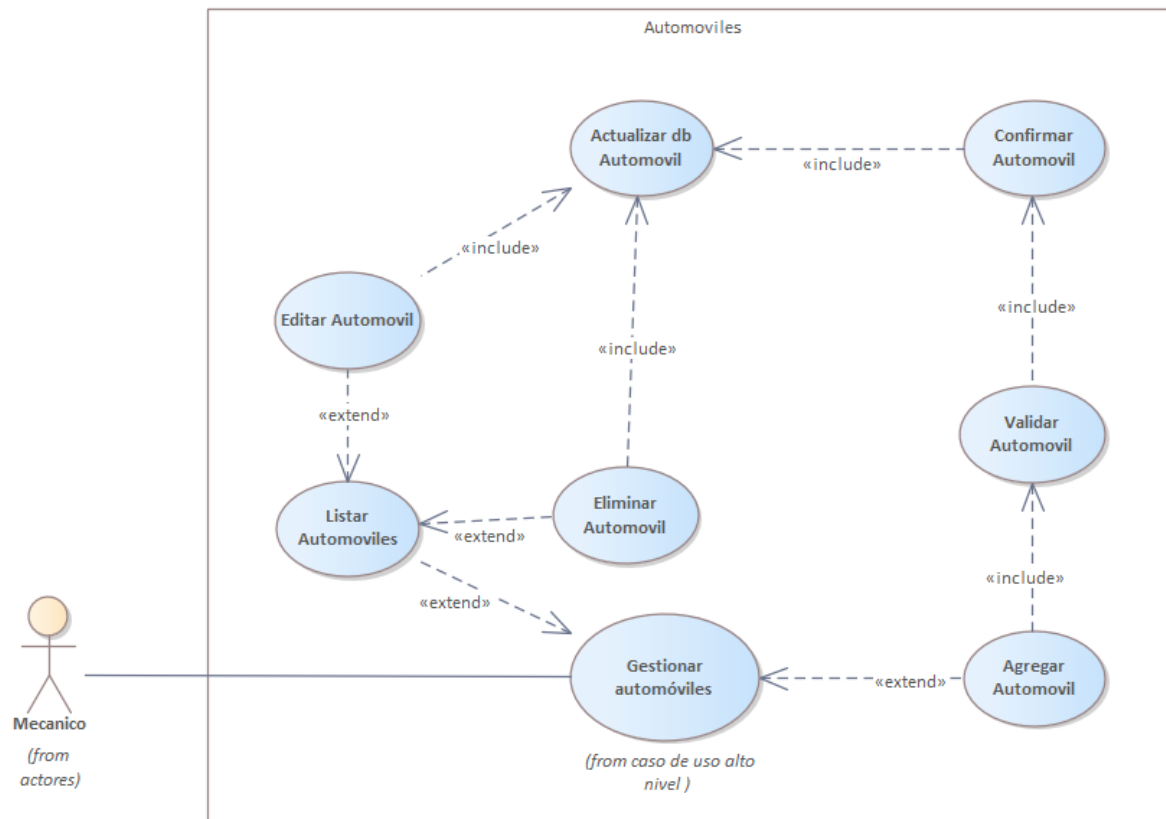 Automoviles
Actualizar db
Automovil
Confirmar
Automovil
«include»
«include»
Editar Automovil
«include»
«include»
«extend»
Validar
Automovil
Listar
Automoviles
Eliminar
Automovil
«extend»
«include»
«extend»
Gestionar
automóviles
Agregar
Automovil
«extend»
Mecanico
(from
actores)
(from caso de uso alto
nivel )